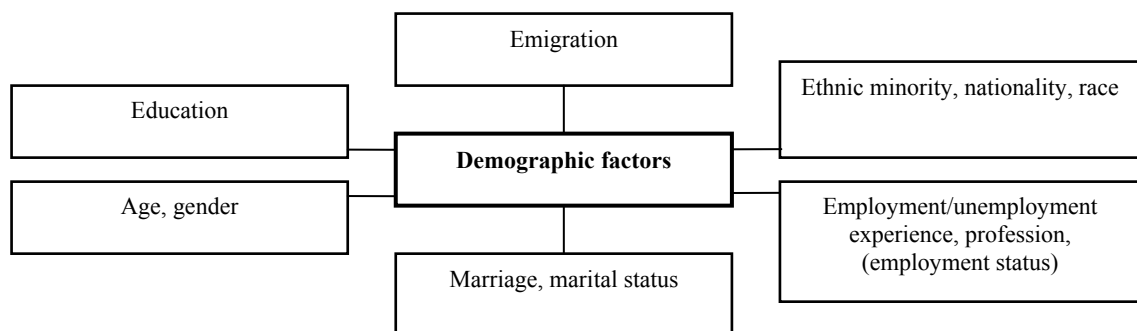 Emigration
Ethnic minority, nationality, race
Education
Demographic factors
Age, gender
Employment/unemployment
experience, profession,
(employment status)
Marriage, marital status